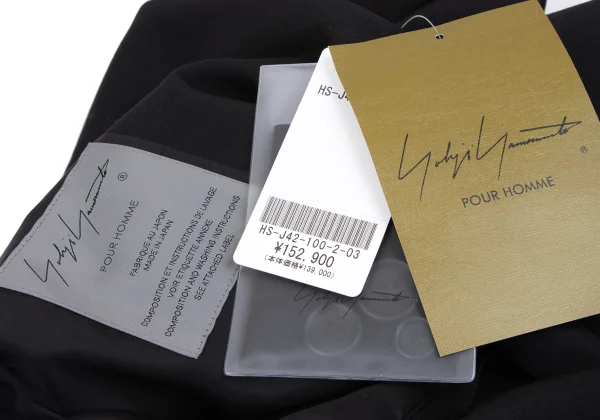 Yohji Yamamoto ®
POUR HOMME
FABRIQUE AU JAPON
MADE IN JAPAN
COMPOSITION ET INSTRUCTIONS DE LAVAGE
VOIR ETIQUETTE ANNEXE
COMPOSITION AND WASHING INSTRUCTIONS
SEE ATTACHED LABEL
HS-J4
HS-J42-100-2-03
¥152,900
(本体価格¥139,000)
Yohji Yamamoto
Yohji Yamamoto ®
POUR HOMME